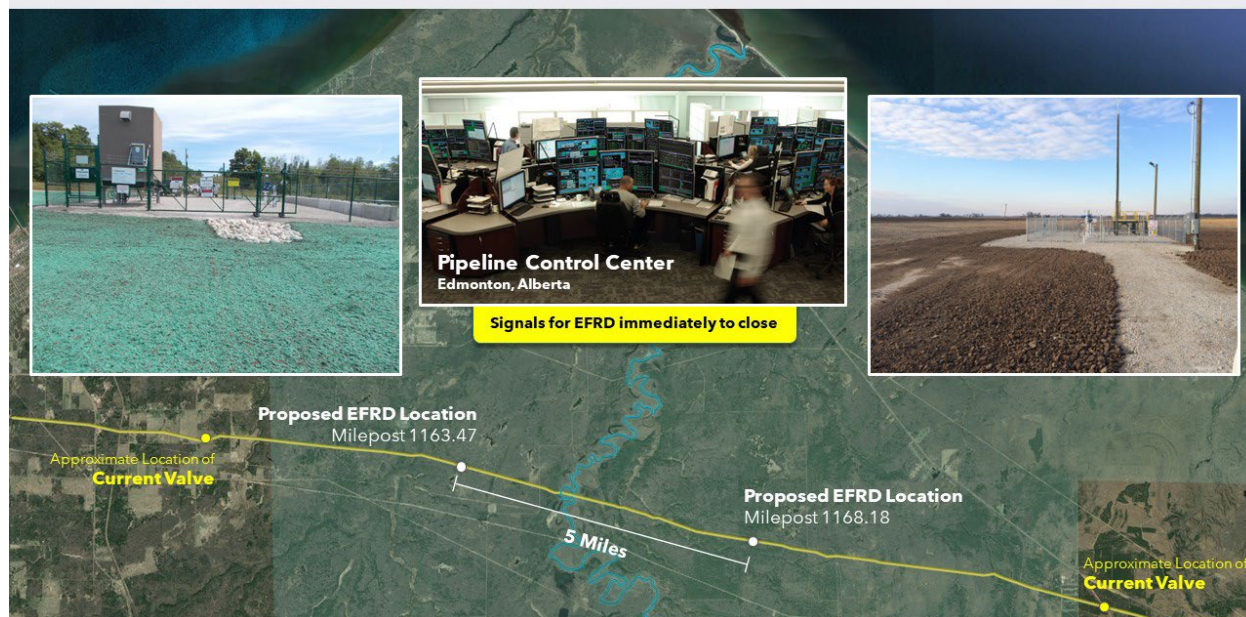 Pipeline Control Center
Edmonton, Alberta
Signals for EFRD immediately to close
Proposed EFRD Location
Milepost 1163.47
Approximate Location of
Current Valve
5 Miles
Proposed EFRD Location
Milepost 1168.18
Approximate Location of
Current Valve